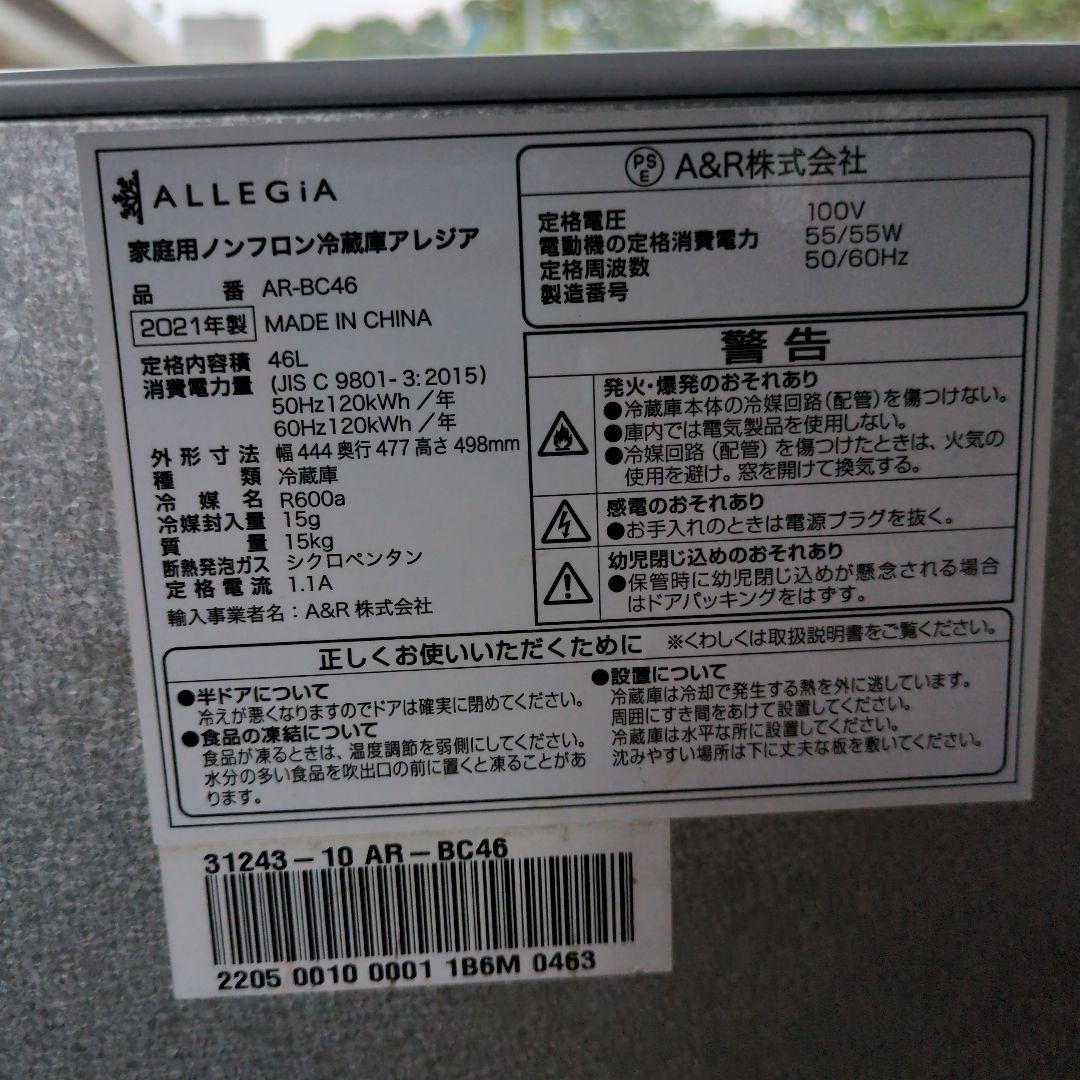 ALLEGiA
家庭用ノンフロン冷蔵庫アレジア
品番 AR-BC46
2021年製 MADE IN CHINA
定格内容積 46L
消費電力量 (JIS C 9801-3:2015)
50Hz120kWh/年
60Hz120kWh/年
外形寸法 幅444奥行477高さ498mm
種類 冷蔵庫
冷媒名 R600a
冷媒封入量 15g
質量 15kg
断熱発泡ガス シクロペンタン
定格電流 1.1A
輸入事業者名:A&R株式会社
PSE A&R株式会社
定格電圧 100V
電動機の定格消費電力 55/55W
定格周波数 50/60Hz
製造番号
警告
発火・爆発のおそれあり
●冷蔵庫本体の冷媒回路(配管)を傷つけない。
●庫内では電気製品を使用しない。
●冷媒回路(配管)を傷つけたときは、火気の
使用を避け。窓を開けて換気する。
感電のおそれあり
●お手入れのときは電源プラグを抜く。
幼児閉じ込めのおそれあり
●保管時に幼児閉じ込めが懸念される場合
はドアパッキングをはずす。
正しくお使いいただくために ※くわしくは取扱説明書をご覧ください。
●半ドアについて
冷えが悪くなりますのでドアは確実に閉めてください。
●食品の凍結について
食品が凍るときは、温度調節を弱側にしてください。
水分の多い食品を吹出口の前に置くと凍ることがあ
ります。
●設置について
冷蔵庫は冷却で発生する熱を外に逃しています。
周囲にすき間をあけて設置してください。
冷蔵庫は水平な所に設置してください。
沈みやすい場所は下に丈夫な板を敷いてください。
31243-10 AR-BC46
2205 0010 0001 1B6M 0463